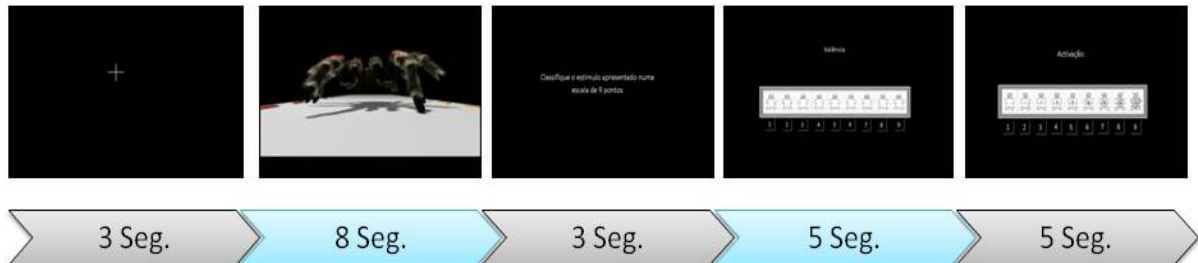 Classifique o estímulo apresentado numa
escala de 9 pontos
Valência
1 2 3 4 5 6 7 8 9
Activação
1 2 3 4 5 6 7 8 9
3 Seg.
8 Seg.
3 Seg.
5 Seg.
5 Seg.